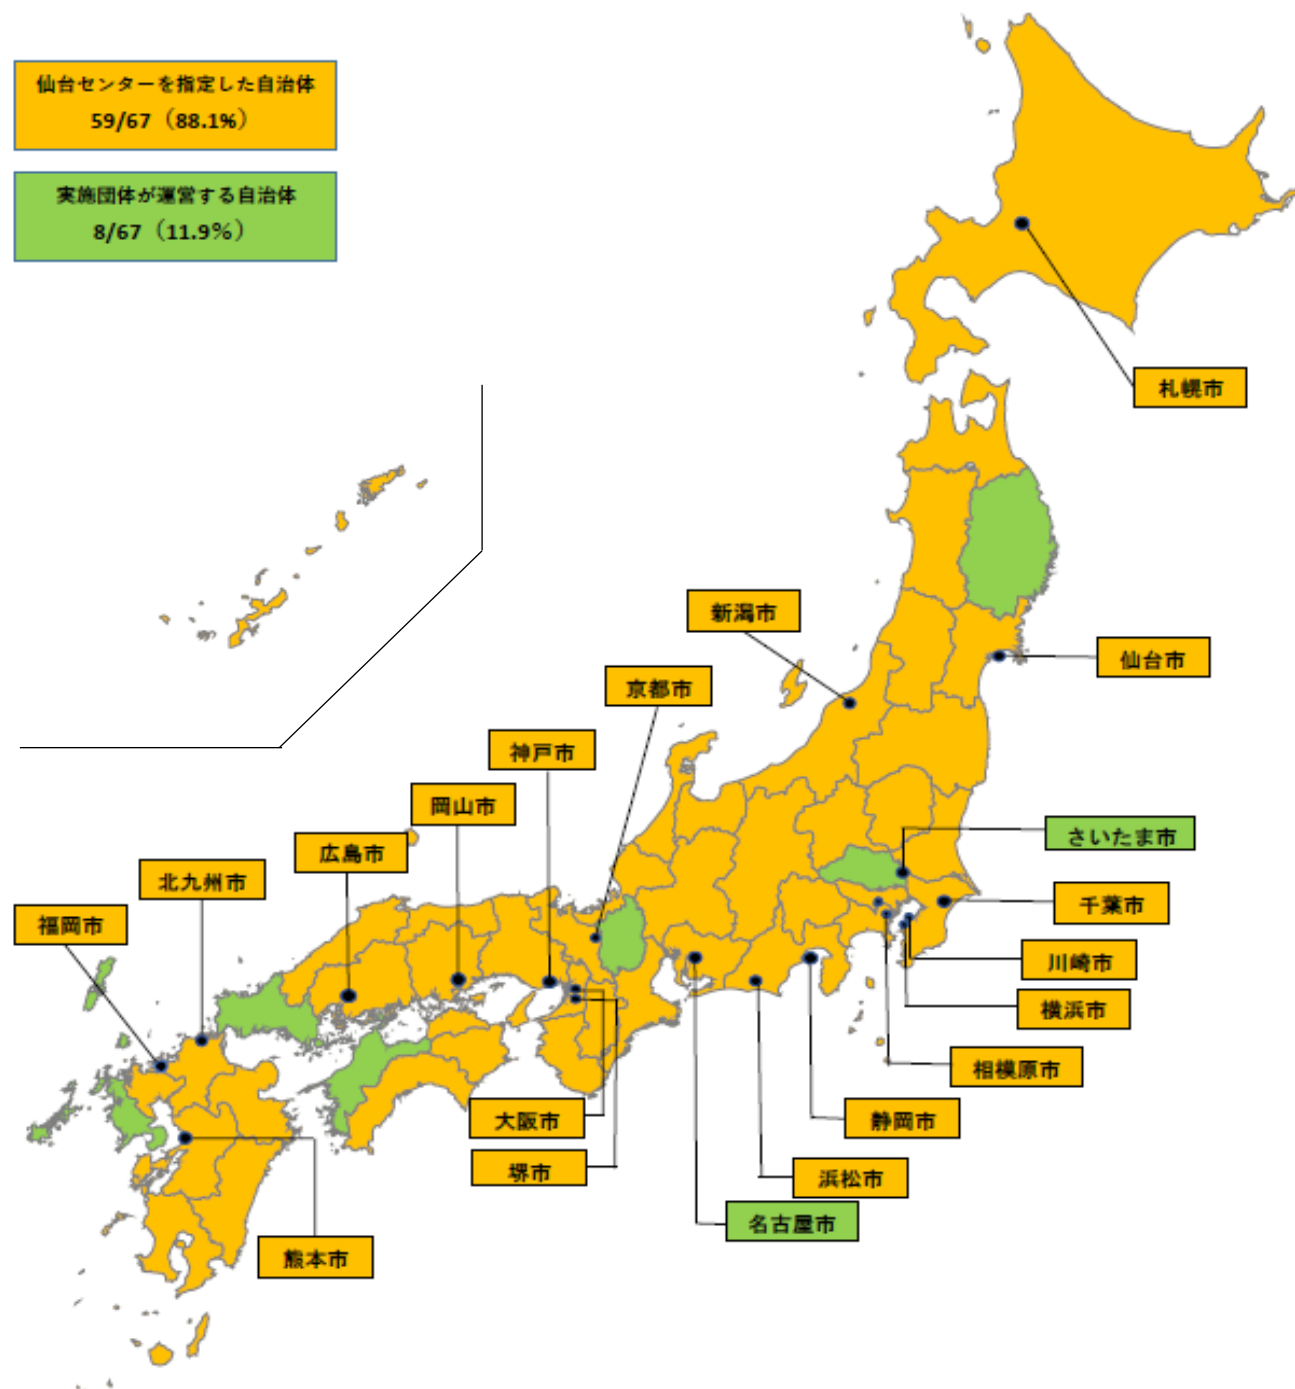 仙台センターを指定した自治体
59/67（88.1%）
実施団体が運営する自治体
8/67（11.9％）
札幌市
新潟市
仙台市
京都市
神戸市
岡山市
さいたま市
広島市
北九州市
千葉市
福岡市
川崎市
横浜市
相模原市
大阪市
静岡市
堺市
浜松市
名古屋市
熊本市